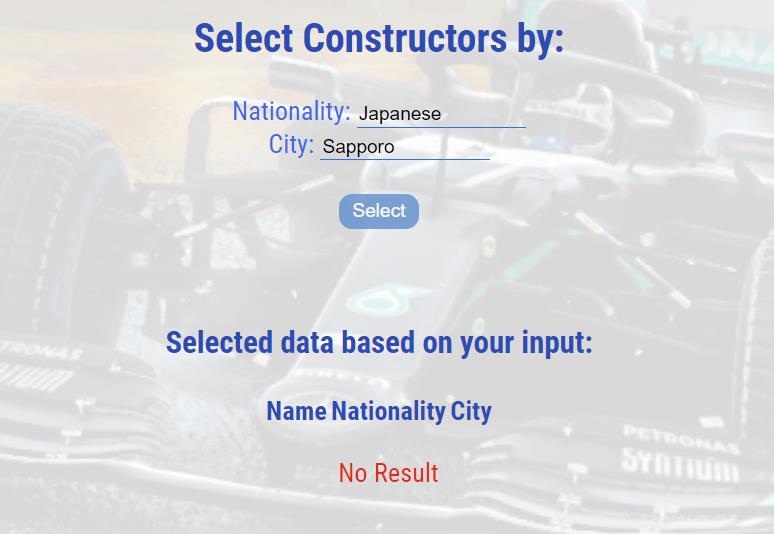 Select Constructors by:
Nationality: Japanese
City: Sapporo
Select
Selected data based on your input:
Name Nationality City
No Result
PETRONAS
SYNTIUM